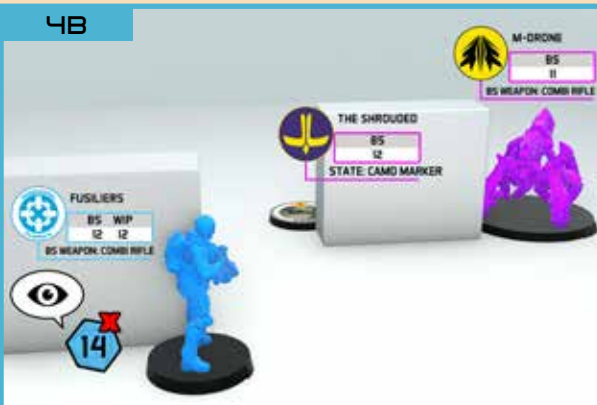 4B
M-DRONE
BS
11
BS WEAPON: COMBI RIFLE
THE SHROUDED
BS
12
STATE: CAMO MARKER
FUSILIERS
BS WIP
12 12
BS WEAPON: COMBI RIFLE
14